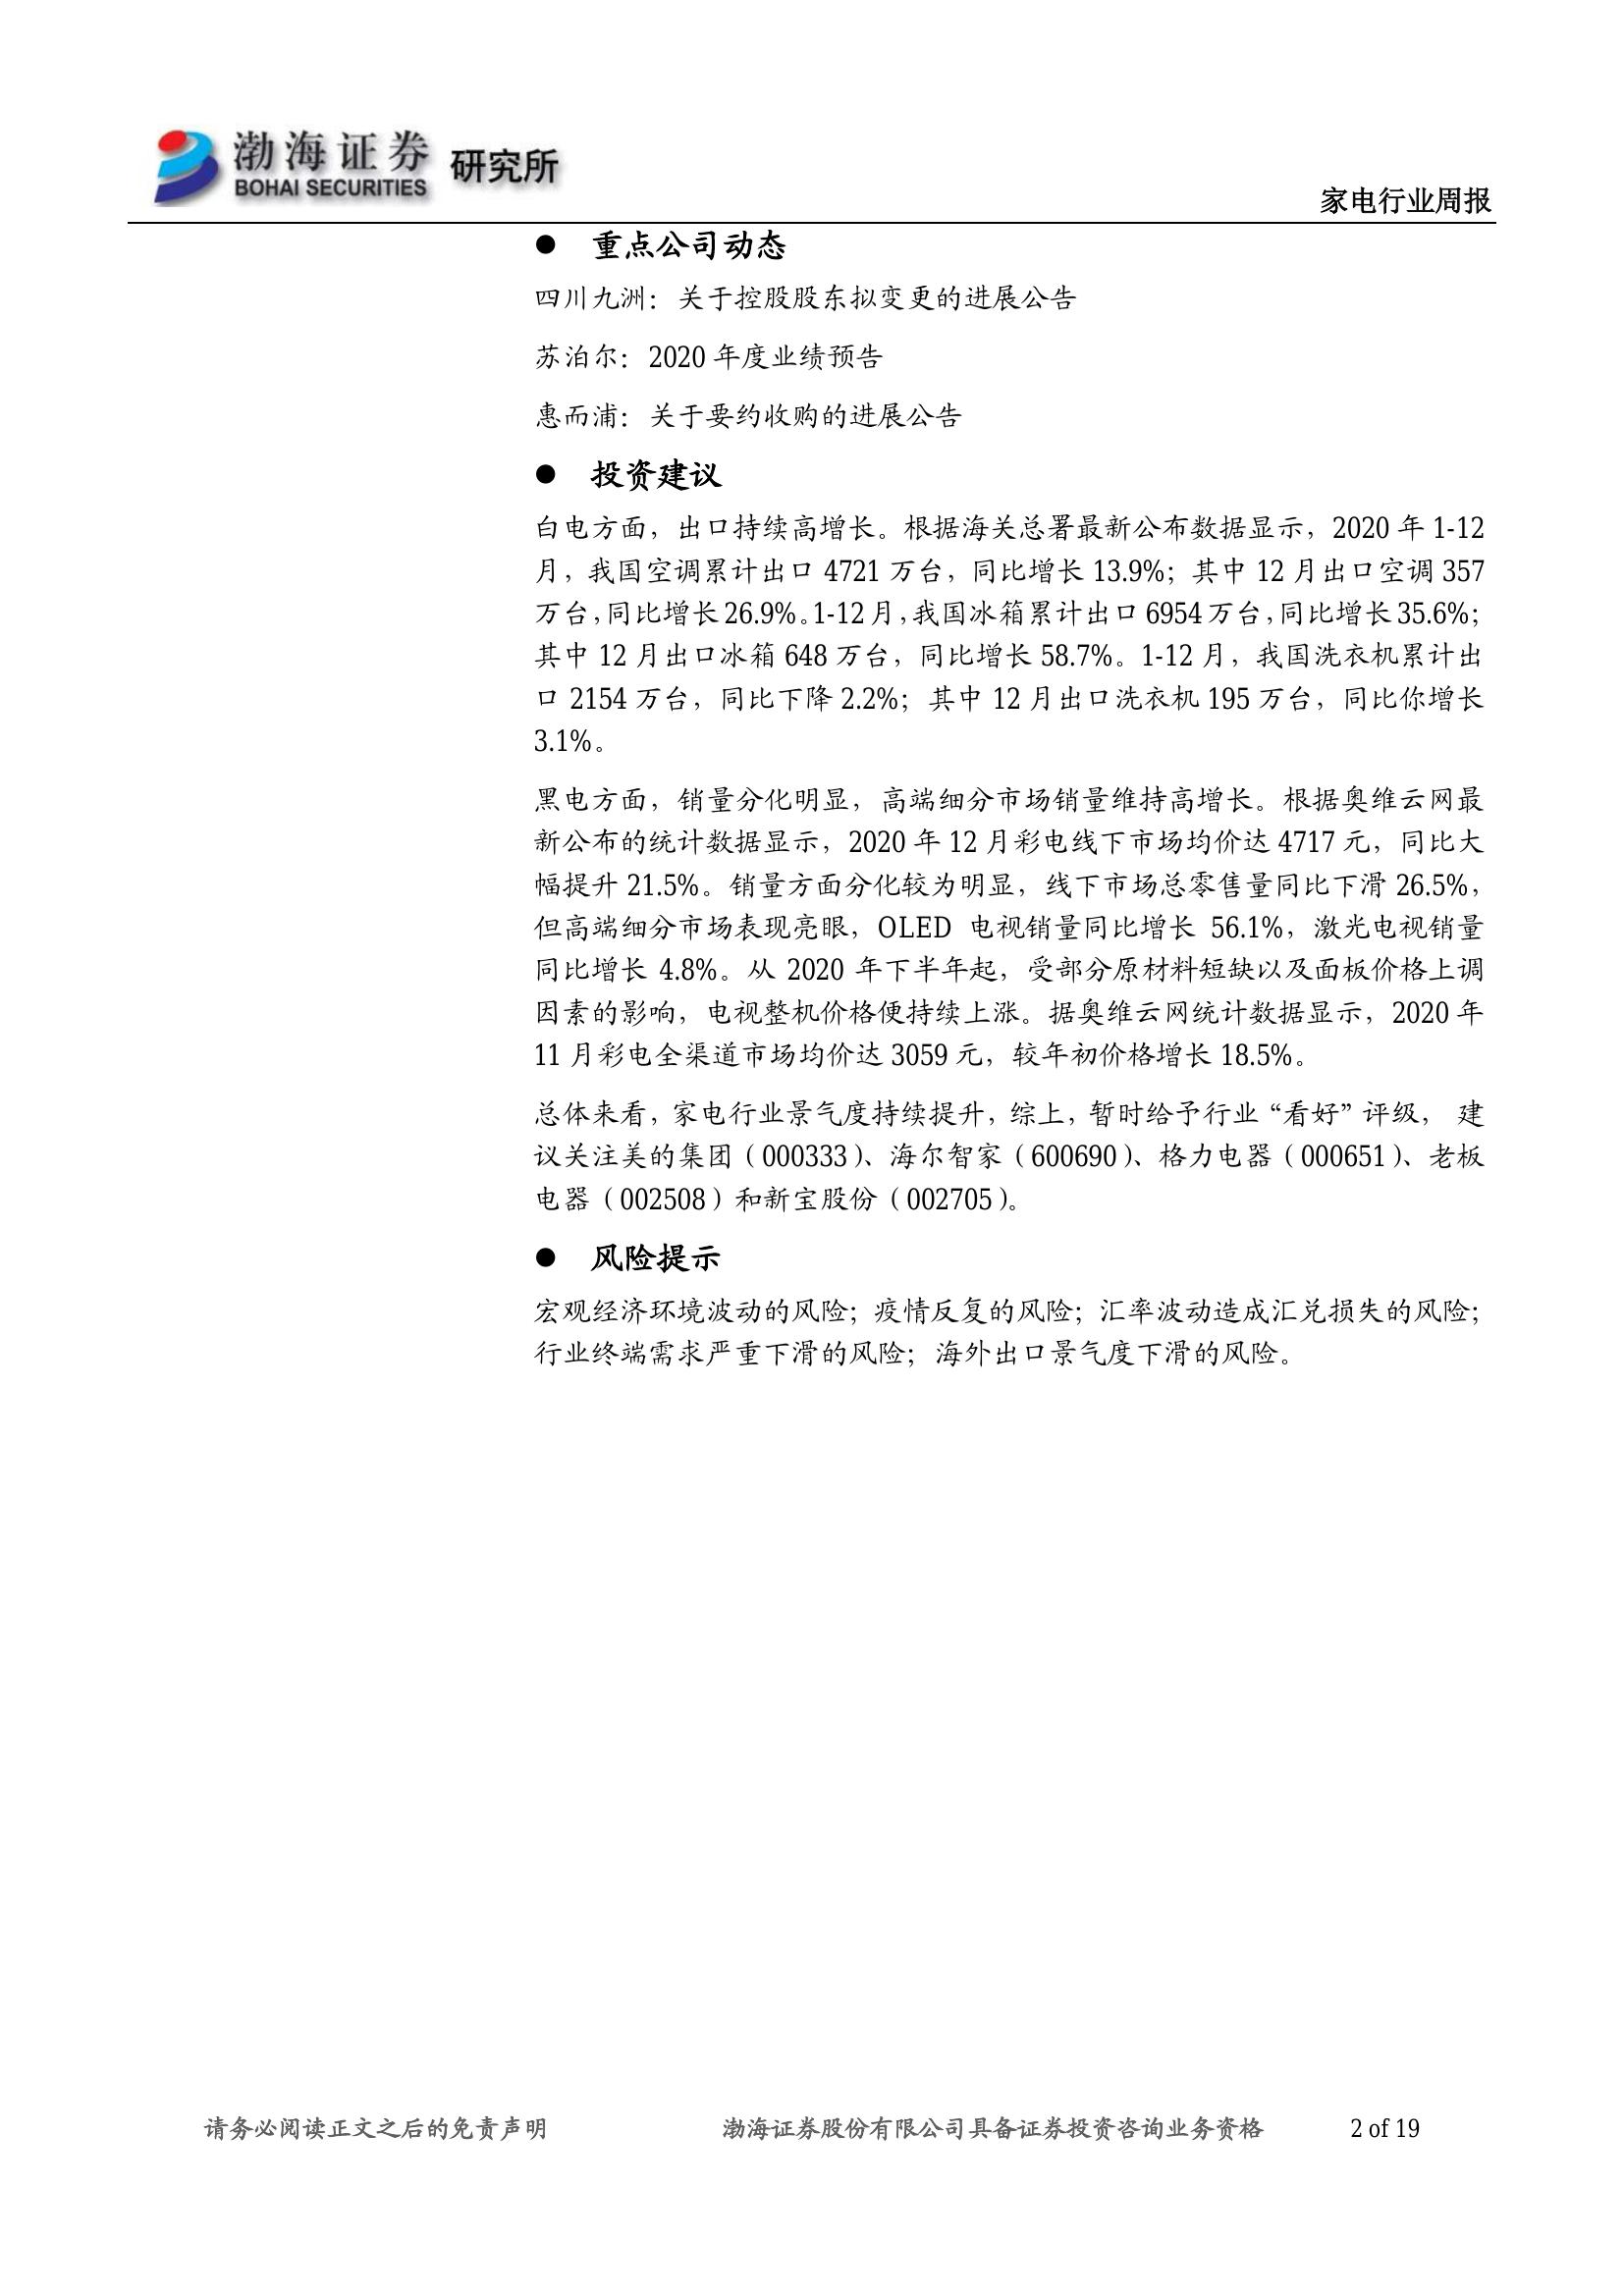 渤海证券 研究所
BOHAI SECURITIES
家电行业周报
● 重点公司动态
四川九洲：关于控股股东拟变更的进展公告
苏泊尔：2020 年度业绩预告
惠而浦：关于要约收购的进展公告
● 投资建议
白电方面，出口持续高增长。根据海关总署最新公布数据显示，2020 年 1-12
月，我国空调累计出口 4721 万台，同比增长 13.9%；其中 12 月出口空调 357
万台，同比增长 26.9%。1-12 月，我国冰箱累计出口 6954 万台，同比增长 35.6%；
其中 12 月出口冰箱 648 万台，同比增长 58.7%。1-12 月，我国洗衣机累计出
口 2154 万台，同比下降 2.2%；其中 12 月出口洗衣机 195 万台，同比你增长
3.1%。
黑电方面，销量分化明显，高端细分市场销量维持高增长。根据奥维云网最
新公布的统计数据显示，2020 年 12 月彩电线下市场均价达 4717 元，同比大
幅提升 21.5%。销量方面分化较为明显，线下市场总零售量同比下滑 26.5%，
但高端细分市场表现亮眼，OLED 电视销量同比增长 56.1%，激光电视销量
同比增长 4.8%。从 2020 年下半年起，受部分原材料短缺以及面板价格上调
因素的影响，电视整机价格便持续上涨。据奥维云网统计数据显示，2020 年
11 月彩电全渠道市场均价达 3059 元，较年初价格增长 18.5%。
总体来看，家电行业景气度持续提升，综上，暂时给予行业“看好”评级， 建
议关注美的集团（000333）、海尔智家（600690）、格力电器（000651）、老板
电器（002508）和新宝股份（002705）。
● 风险提示
宏观经济环境波动的风险；疫情反复的风险；汇率波动造成汇兑损失的风险；
行业终端需求严重下滑的风险；海外出口景气度下滑的风险。
请务必阅读正文之后的免责声明 渤海证券股份有限公司具备证券投资咨询业务资格 2 of 19